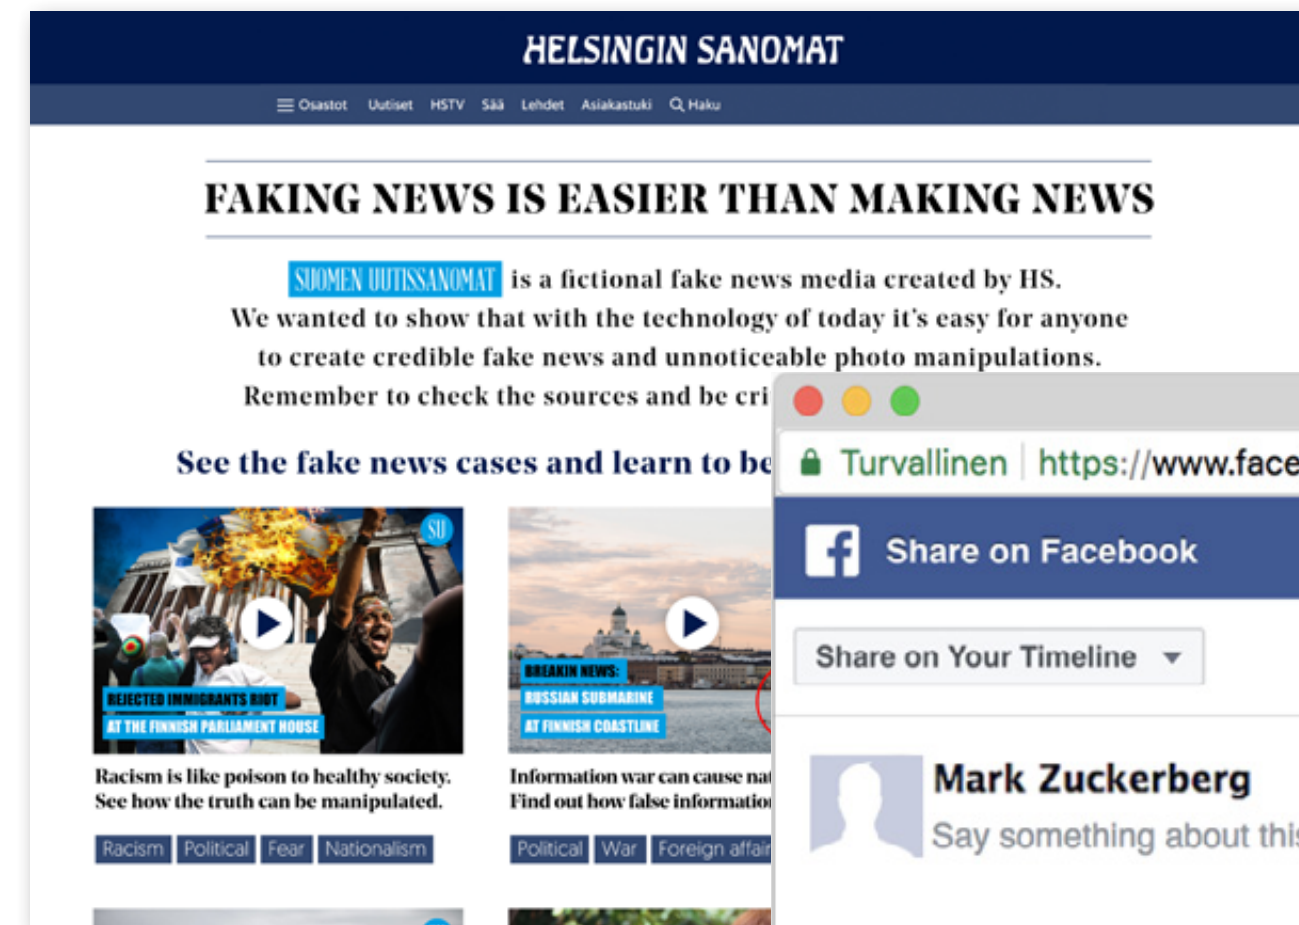 HELSINGIN SANOMAT
Osastot Uutiset HSTV Sää Lehdet Asiakastuki Haku
FAKING NEWS IS EASIER THAN MAKING NEWS
SUOMEN UUTISSANOMAT is a fictional fake news media created by HS.
We wanted to show that with the technology of today it's easy for anyone
to create credible fake news and unnoticeable photo manipulations.
Remember to check the sources and be cri
See the fake news cases and learn to be
SU
REJECTED IMMIGRANTS RIOT
AT THE FINNISH PARLIAMENT HOUSE
Racism is like poison to healthy society.
See how the truth can be manipulated.
Racism Political Fear Nationalism
BREAKIN NEWS:
RUSSIAN SUBMARINE
AT FINNISH COASTLINE
Information war can cause nat
Find out how false information
Political War Foreign affair
Turvallinen https://www.face
f Share on Facebook
Share on Your Timeline
Mark Zuckerberg
Say something about this